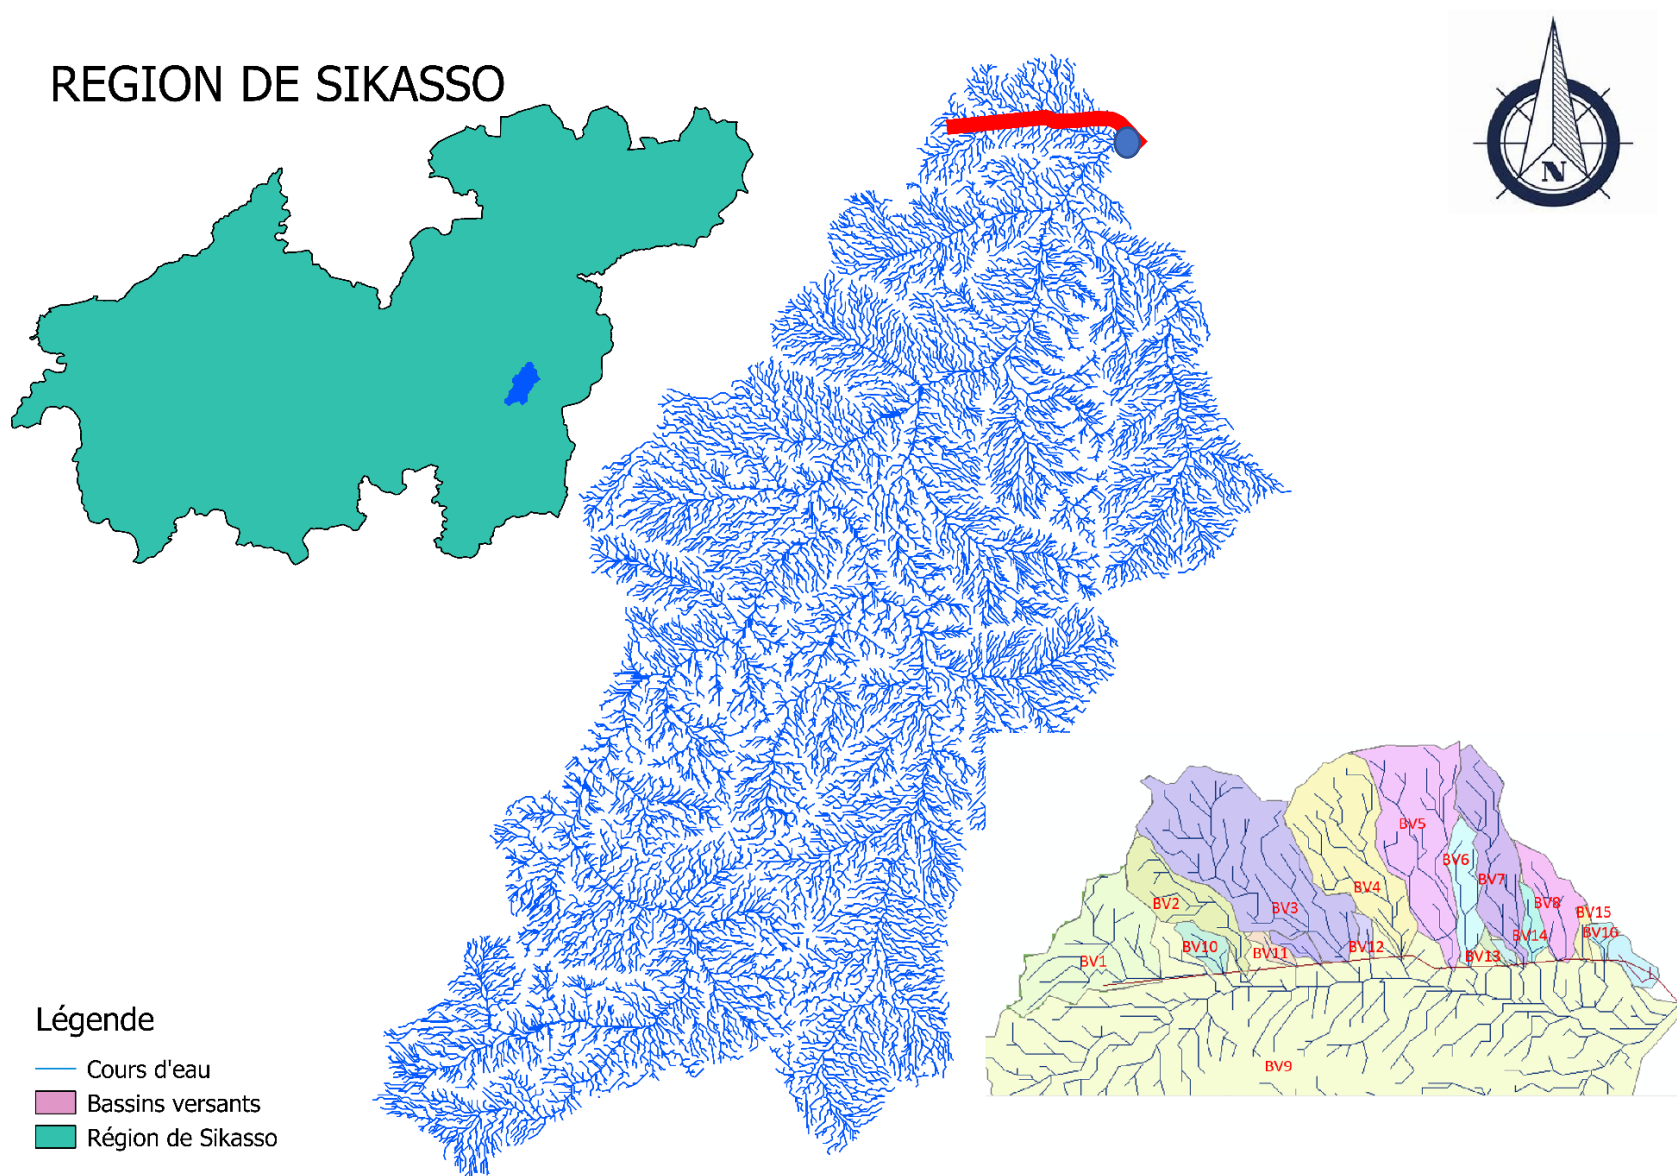 REGION DE SIKASSO
N
BV5
BV6
BV7
BV4
BV8
BV2
BV3
BV15
BV16
BV14
BV10
BV11
BV12
BV13
BV1
BV9
Légende
Cours d'eau
Bassins versants
Région de Sikasso